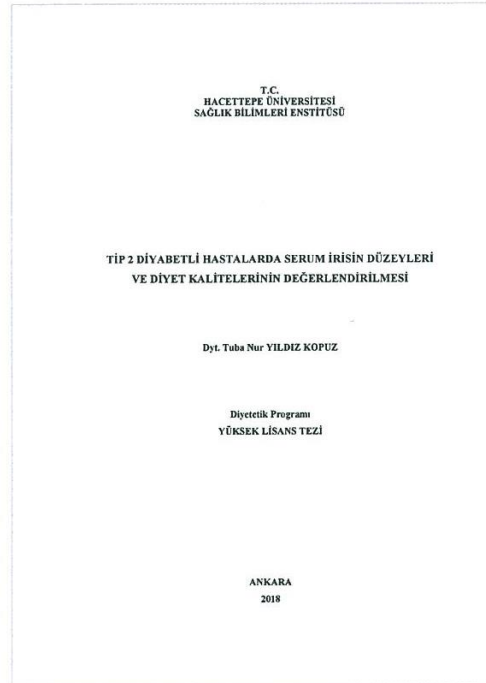 T.C.
HACETTEPE ÜNİVERSİTESİ
SAĞLIK BİLİMLERİ ENSTİTÜSÜ
TİP 2 DİYABETLİ HASTALARDA SERUM İRİSİN DÜZEYLERİ
VE DİYET KALİTELERİNİN DEĞERLENDİRİLMESİ
Dyt. Tuba Nur YILDIZ KOPUZ
Diyetetik Programı
YÜKSEK LİSANS TEZİ
ANKARA
2018